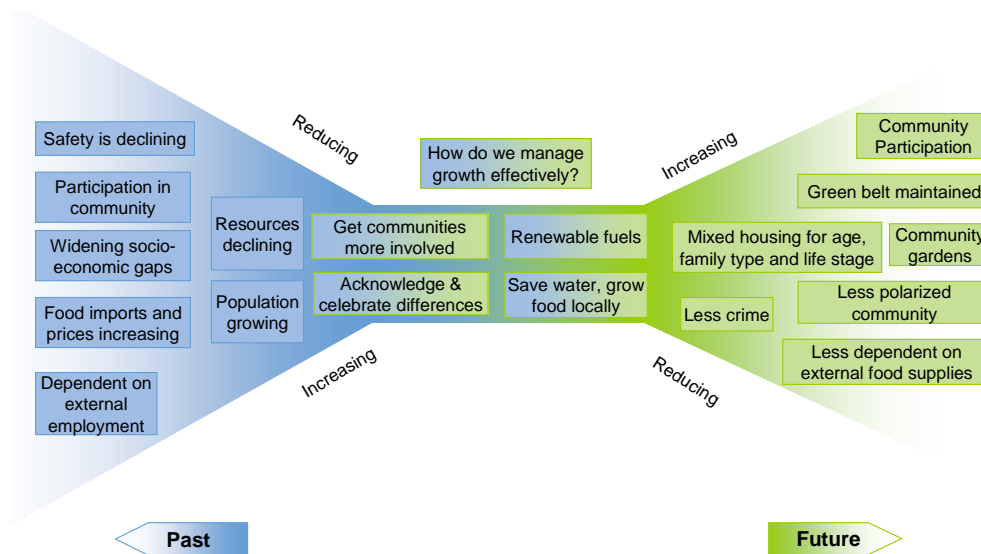 Safety is declining
Participation in
community
Widening socio-
economic gaps
Food imports and
prices increasing
Dependent on
external
employment
Reducing
Resources
declining
Population
growing
Increasing
How do we manage
growth effectively?
Get communities
more involved
Renewable fuels
Acknowledge &
celebrate differences
Save water, grow
food locally
Increasing
Community
Participation
Green belt maintained
Mixed housing for age,
family type and life stage
Community
gardens
Less crime
Less polarized
community
Less dependent on
external food supplies
Reducing
Past
Future